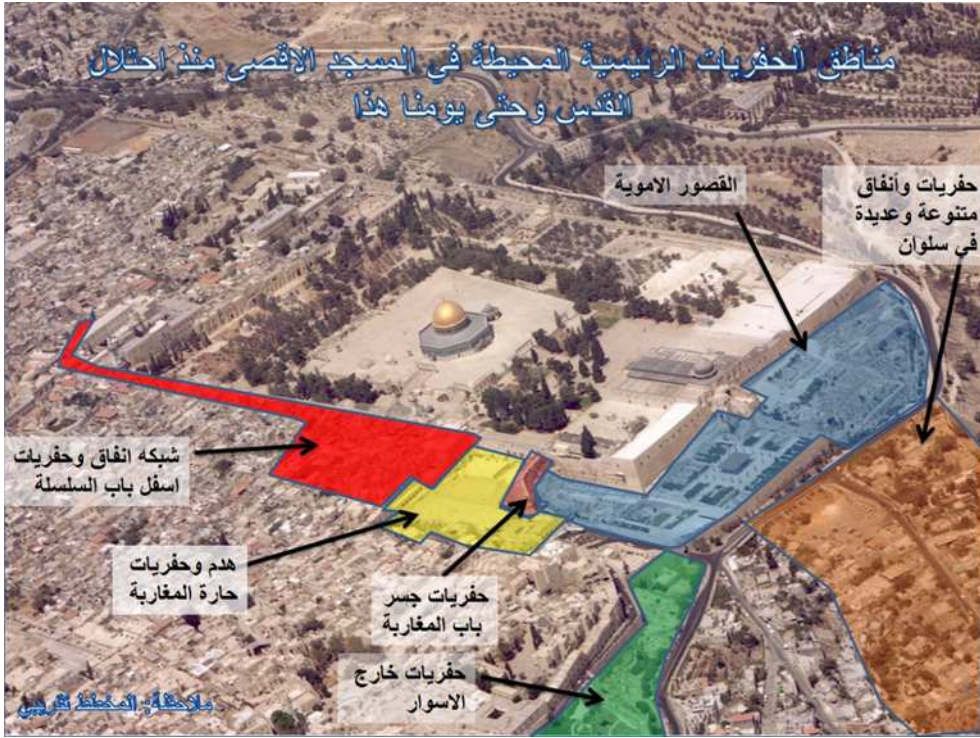 مناطق الحفريات الرئيسية المحيطة في المسجد الاقصى منذ احتلال
القدس وحتى يومنا هذا
حفريات وأنفاق
متنوعة وعديدة
في سلوان
القصور الاموية
شبكه انفاق وحفريات
اسفل باب السلسلة
هدم وحفريات
حارة المغاربة
حفريات جسر
باب المغاربة
حفريات خارج
الاسوار
ملاحظة: المخطط تقريبي